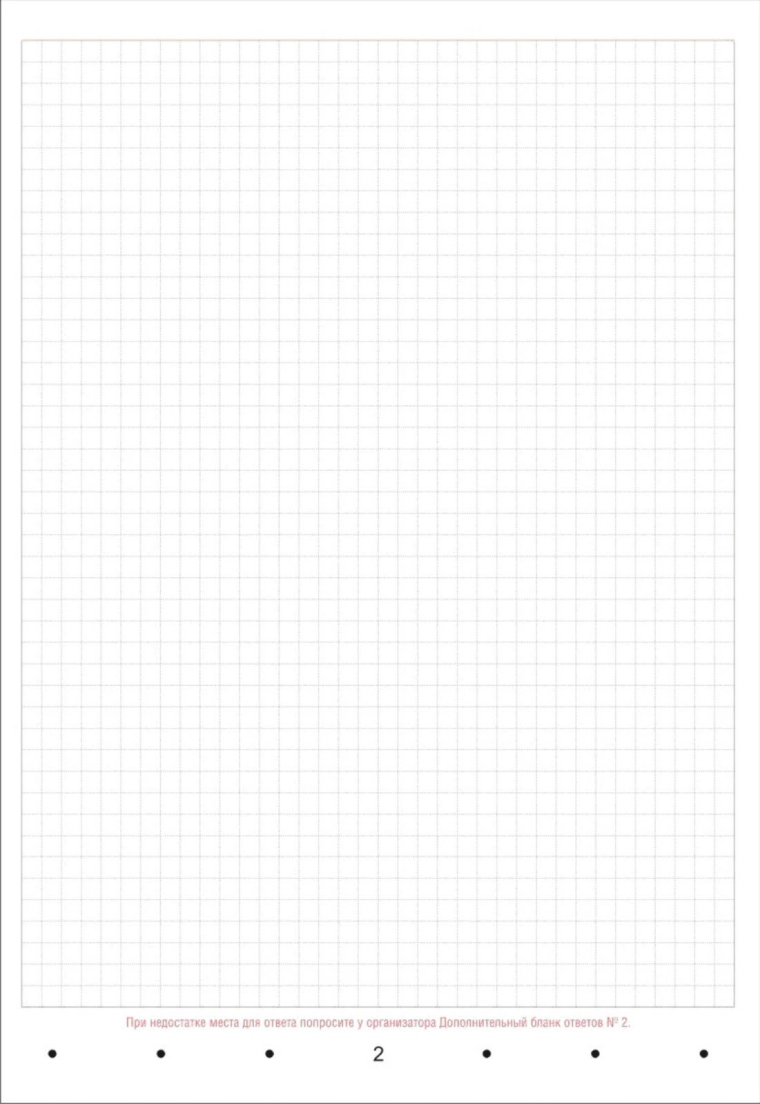 При недостатке места для ответа попросите у организатора Дополнительный бланк ответов № 2.
2